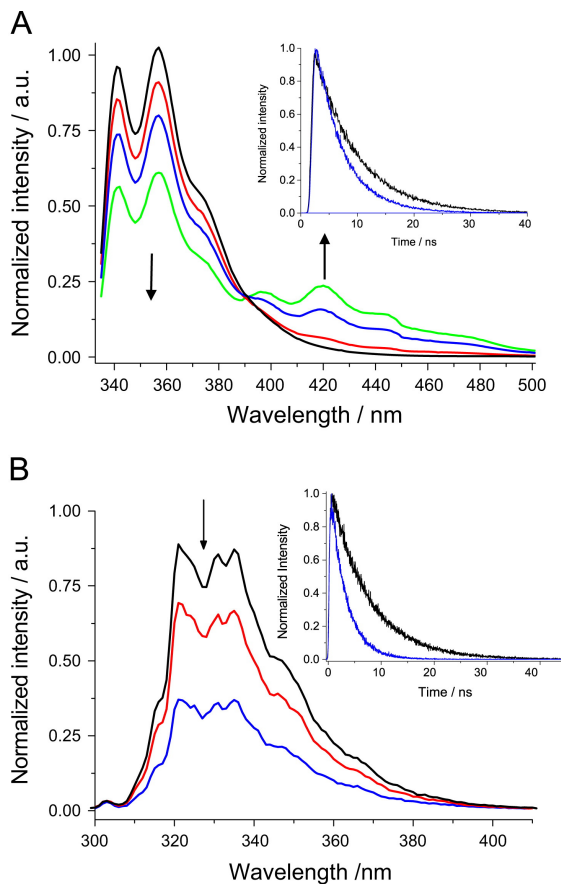 A
Normalized intensity / a.u.
1.00
0.75
0.50
0.25
0.00
340 360 380 400 420 440 460 480 500
Wavelength / nm
Normalized intensity
1.0
0.8
0.6
0.4
0.2
0.0
0 10 20 30 40
Time / ns
B
Normalized intensity / a.u.
1.00
0.75
0.50
0.25
0.00
300 320 340 360 380 400
Wavelength /nm
Normalized Intensity
1.0
0.8
0.6
0.4
0.2
0.0
0 10 20 30 40
Time / ns